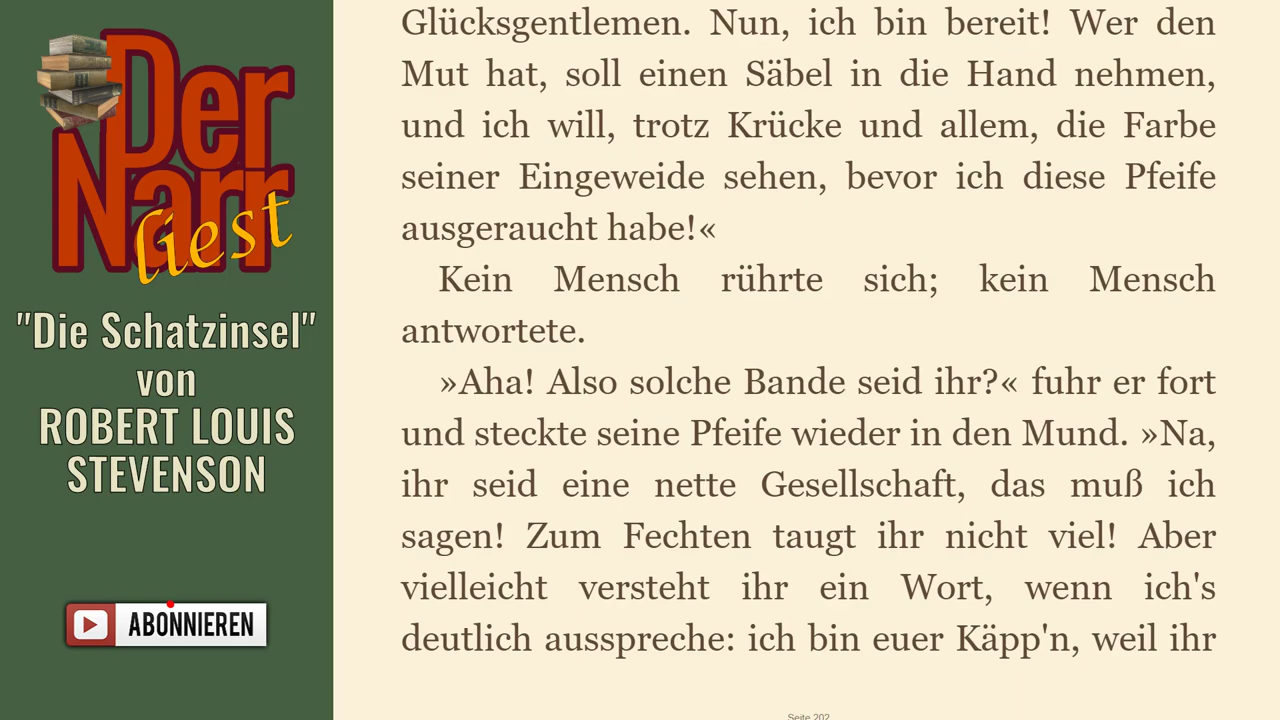 Der
Narr
liest
"Die Schatzinsel"
von
ROBERT LOUIS
STEVENSON
ABONNIEREN
Glücksgentlemen. Nun, ich bin bereit! Wer den
Mut hat, soll einen Säbel in die Hand nehmen,
und ich will, trotz Krücke und allem, die Farbe
seiner Eingeweide sehen, bevor ich diese Pfeife
ausgeraucht habe!«
Kein Mensch rührte sich; kein Mensch
antwortete.
»Aha! Also solche Bande seid ihr?« fuhr er fort
und steckte seine Pfeife wieder in den Mund. »Na,
ihr seid eine nette Gesellschaft, das muß ich
sagen! Zum Fechten taugt ihr nicht viel! Aber
vielleicht versteht ihr ein Wort, wenn ich's
deutlich ausspreche: ich bin euer Käpp'n, weil ihr
Seite 202